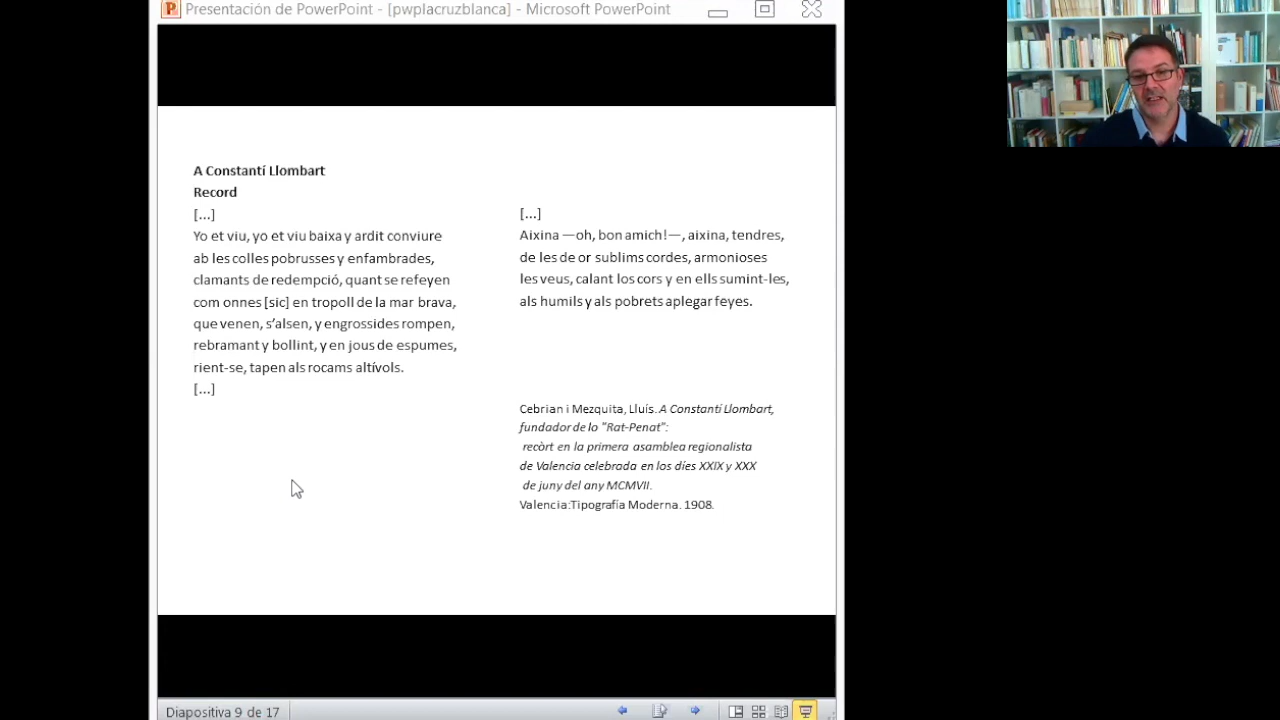 Presentación de PowerPoint - [pwplacruzblanca] - Microsoft PowerPoint
A Constantí Llombart
Record
[...]
Yo et viu, yo et viu baixa y ardit conviure
ab les colles pobrusses y enfambrades,
clamants de redempció, quant se refeyen
com onnes [sic] en tropoll de la mar brava,
que venen, s'alsen, y engrossides rompen,
rebramant y bollint, y en jous de espumes,
rient-se, tapen als rocams altívols.
[...]
[...]
Aixina —oh, bon amich!—, aixina, tendres,
de les de or sublims cordes, armonioses
les veus, calant los cors y en ells sumint-les,
als humils y als pobrets aplegar feyes.
Cebrian i Mezquita, Lluís. A Constantí Llombart,
fundador de lo "Rat-Penat":
recòrt en la primera asamblea regionalista
de Valencia celebrada en los díes XXIX y XXX
de juny del any MCMVII.
Valencia:Tipografía Moderna. 1908.
Diapositiva 9 de 17